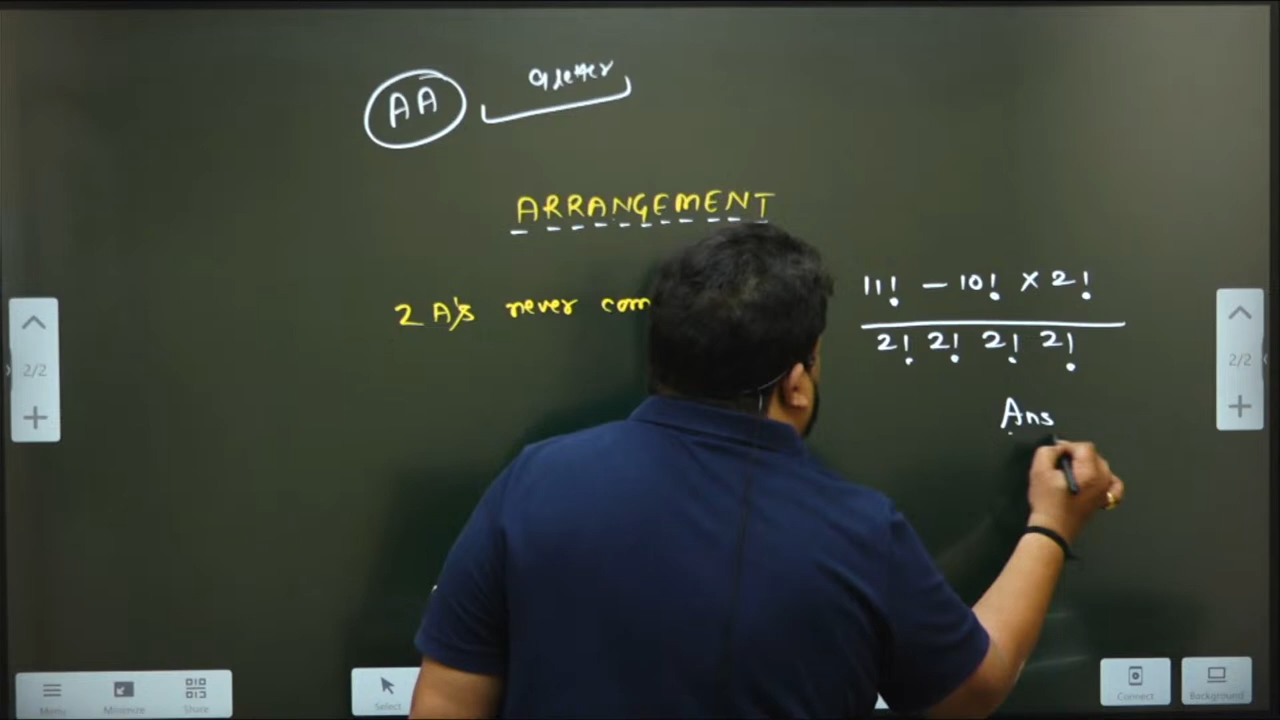 AA 9 letter
ARRANGEMENT
2 A's never com
11! - 10! × 2!
2! 2! 2! 2!
Ans
2/2
2/2
Menu Minimize Share
Select
Connect Background